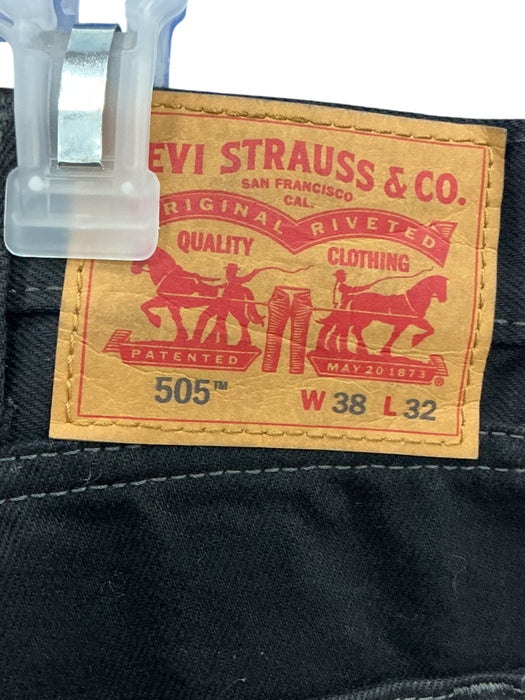 EVI STRAUSS & CO.
SAN FRANCISCO
CAL.
ORIGINAL RIVETED
QUALITY CLOTHING
PATENTED MAY 20 1873 ®
505™ W 38 L 32